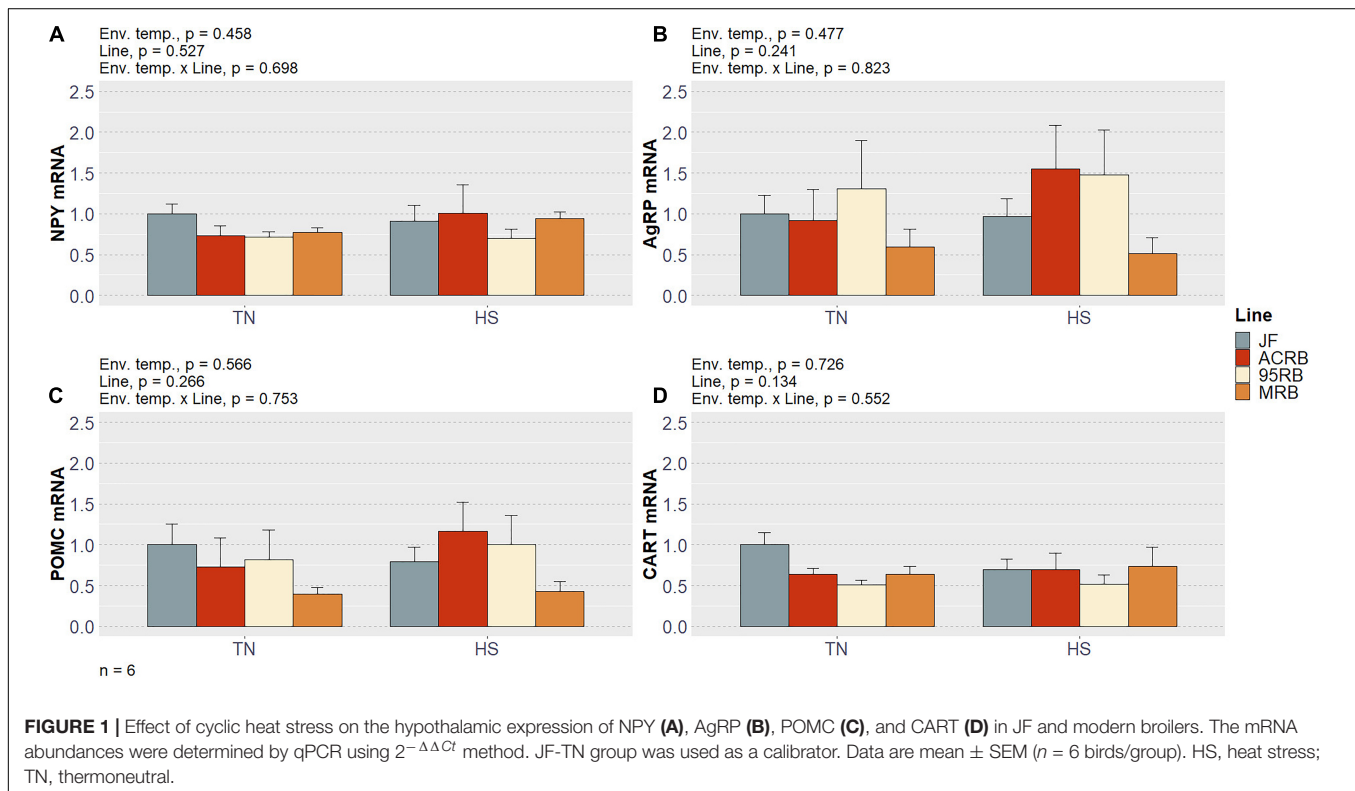 A
Env. temp., p = 0.458
Line, p = 0.527
Env. temp. x Line, p = 0.698
NPY mRNA
2.5
2.0
1.5
1.0
0.5
0.0
TN
HS
B
Env. temp., p = 0.477
Line, p = 0.241
Env. temp. x Line, p = 0.823
AgRP mRNA
2.5
2.0
1.5
1.0
0.5
0.0
TN
HS
Line
JF
ACRB
95RB
MRB
C
Env. temp., p = 0.566
Line, p = 0.266
Env. temp. x Line, p = 0.753
POMC mRNA
2.5
2.0
1.5
1.0
0.5
0.0
TN
HS
n = 6
D
Env. temp., p = 0.726
Line, p = 0.134
Env. temp. x Line, p = 0.552
CART mRNA
2.5
2.0
1.5
1.0
0.5
0.0
TN
HS
FIGURE 1 | Effect of cyclic heat stress on the hypothalamic expression of NPY (A), AgRP (B), POMC (C), and CART (D) in JF and modern broilers. The mRNA
abundances were determined by qPCR using 2^−ΔΔCt method. JF-TN group was used as a calibrator. Data are mean ± SEM (n = 6 birds/group). HS, heat stress;
TN, thermoneutral.